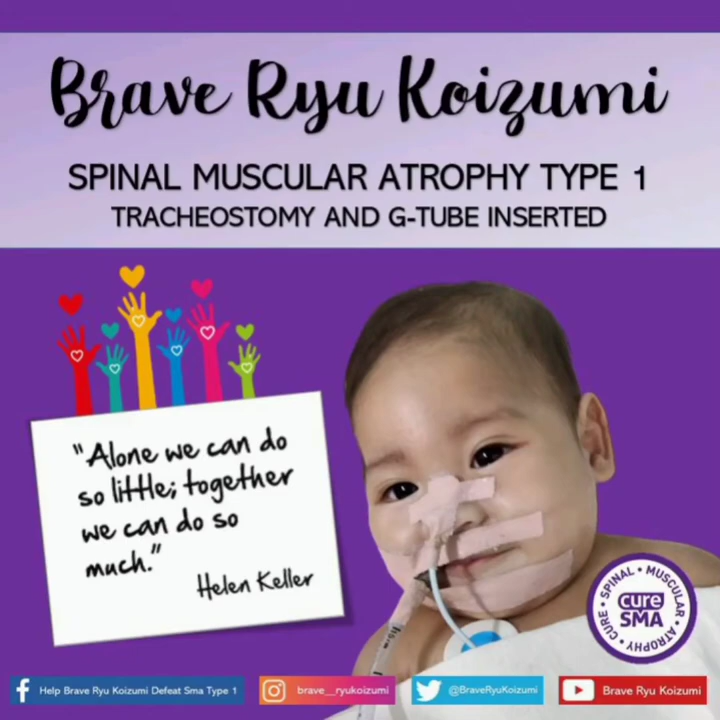 Brave Ryu Koizumi
SPINAL MUSCULAR ATROPHY TYPE 1
TRACHEOSTOMY AND G-TUBE INSERTED
"Alone we can do
so little; together
we can do so
much."
Helen Keller
CURE • SPINAL • MUSCULAR • ATROPHY •
cure
SMA
Help Brave Ryu Koizumi Defeat Sma Type 1
brave__ryukoizumi
@BraveRyuKoizumi
Brave Ryu Koizumi